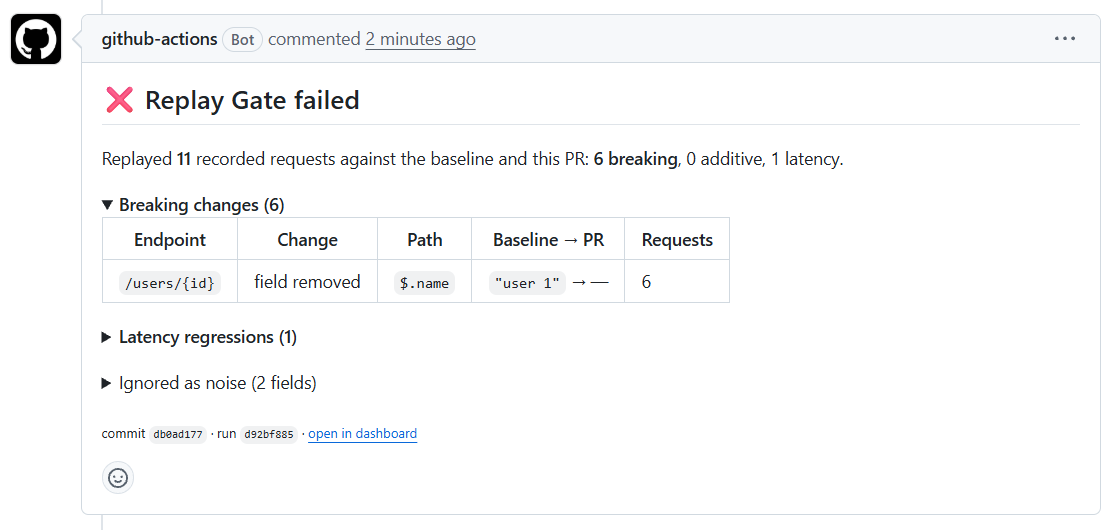 github-actions Bot commented 2 minutes ago
❌ Replay Gate failed
Replayed 11 recorded requests against the baseline and this PR: 6 breaking, 0 additive, 1 latency.
▼ Breaking changes (6)
Endpoint Change Path Baseline → PR Requests
/users/{id} field removed $.name "user 1" → — 6
▶ Latency regressions (1)
▶ Ignored as noise (2 fields)
commit db0ad177 · run d92bf885 · open in dashboard